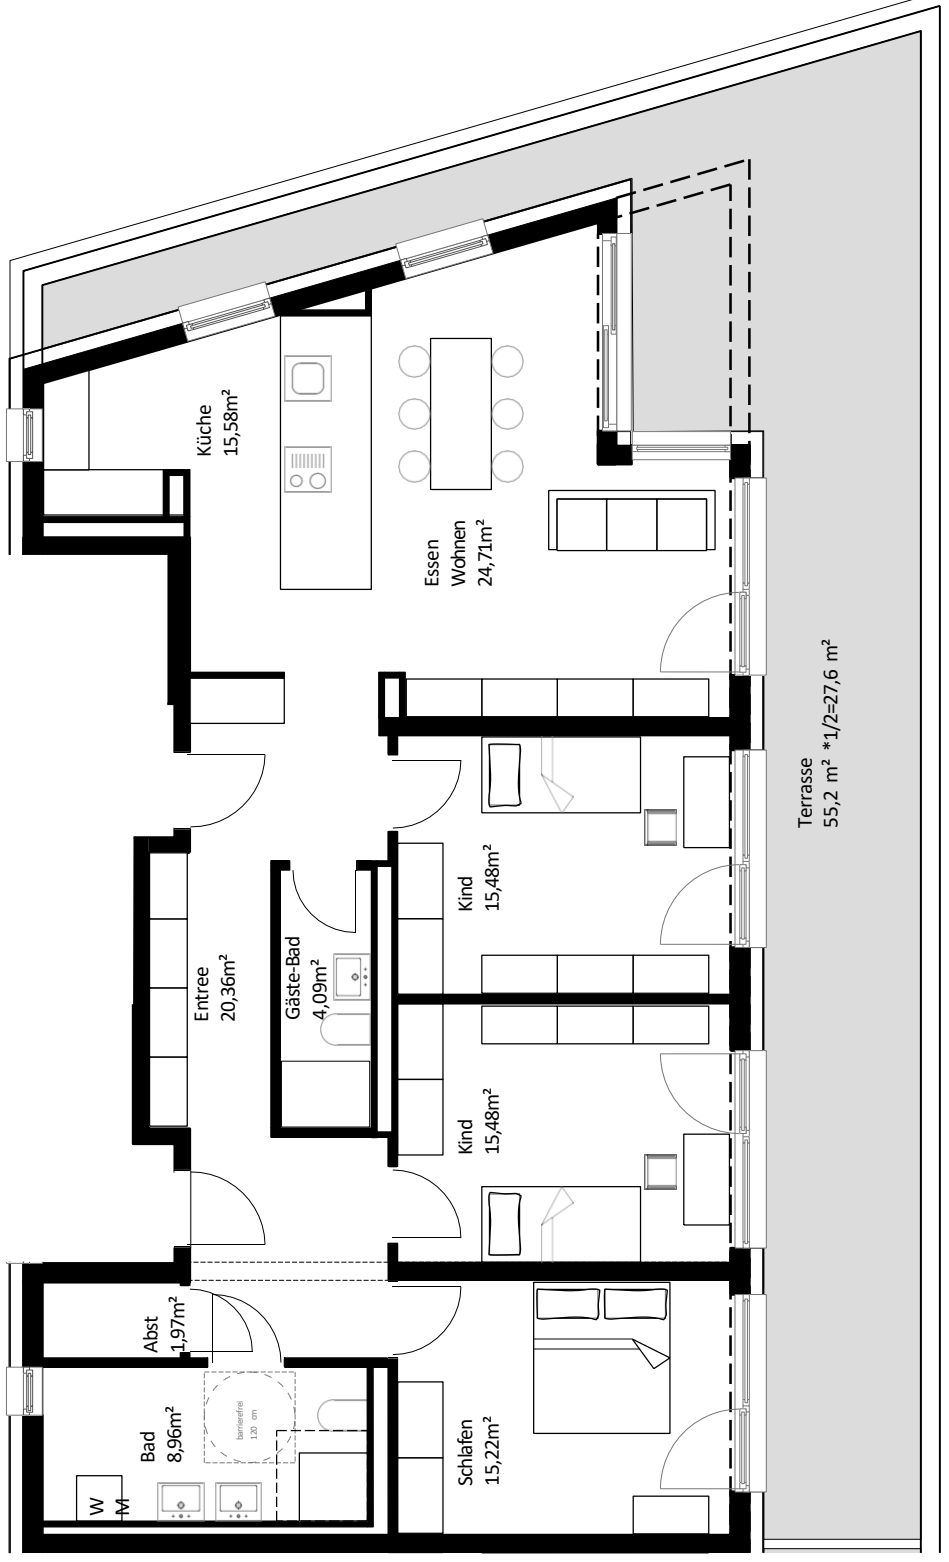 Küche
15,58m²
Essen
Wohnen
24,71m²
Terrasse
55,2 m² *1/2=27,6 m²
Kind
15,48m²
Entree
20,36m²
Gäste-Bad
4,09m²
Kind
15,48m²
Abst
1,97m²
Bad
8,96m²
barrierefrei
120 cm
Schlafen
15,22m²
W
M